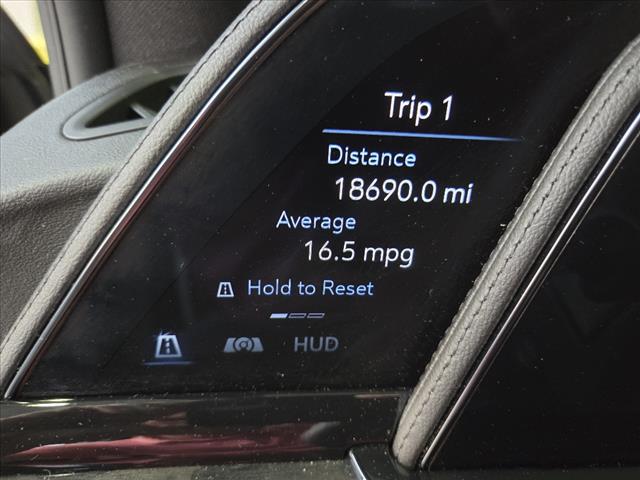 Trip 1
Distance
18690.0 mi
Average
16.5 mpg
Hold to Reset
HUD